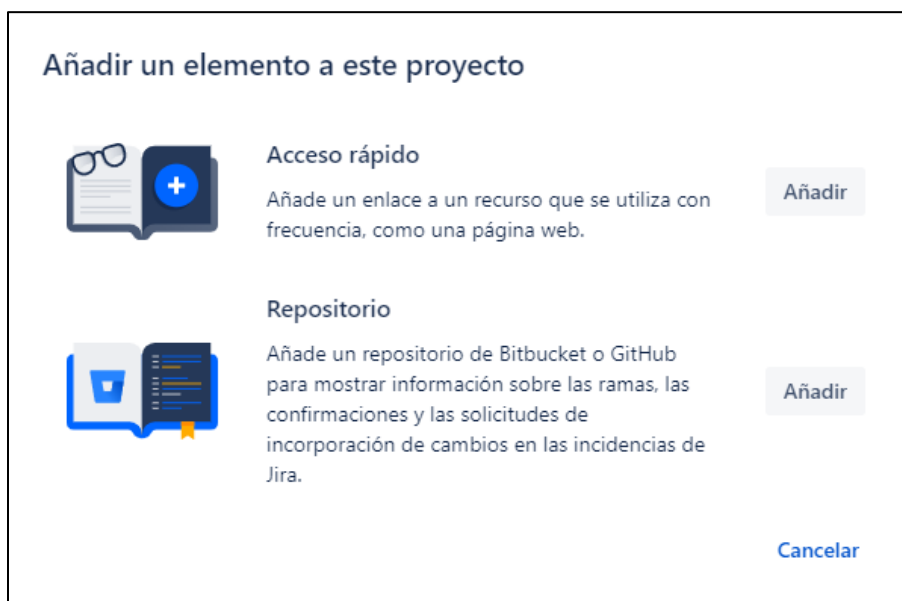 Añadir un elemento a este proyecto
Acceso rápido
Añade un enlace a un recurso que se utiliza con
frecuencia, como una página web.
Añadir
Repositorio
Añade un repositorio de Bitbucket o GitHub
para mostrar información sobre las ramas, las
confirmaciones y las solicitudes de
incorporación de cambios en las incidencias de
Jira.
Añadir
Cancelar